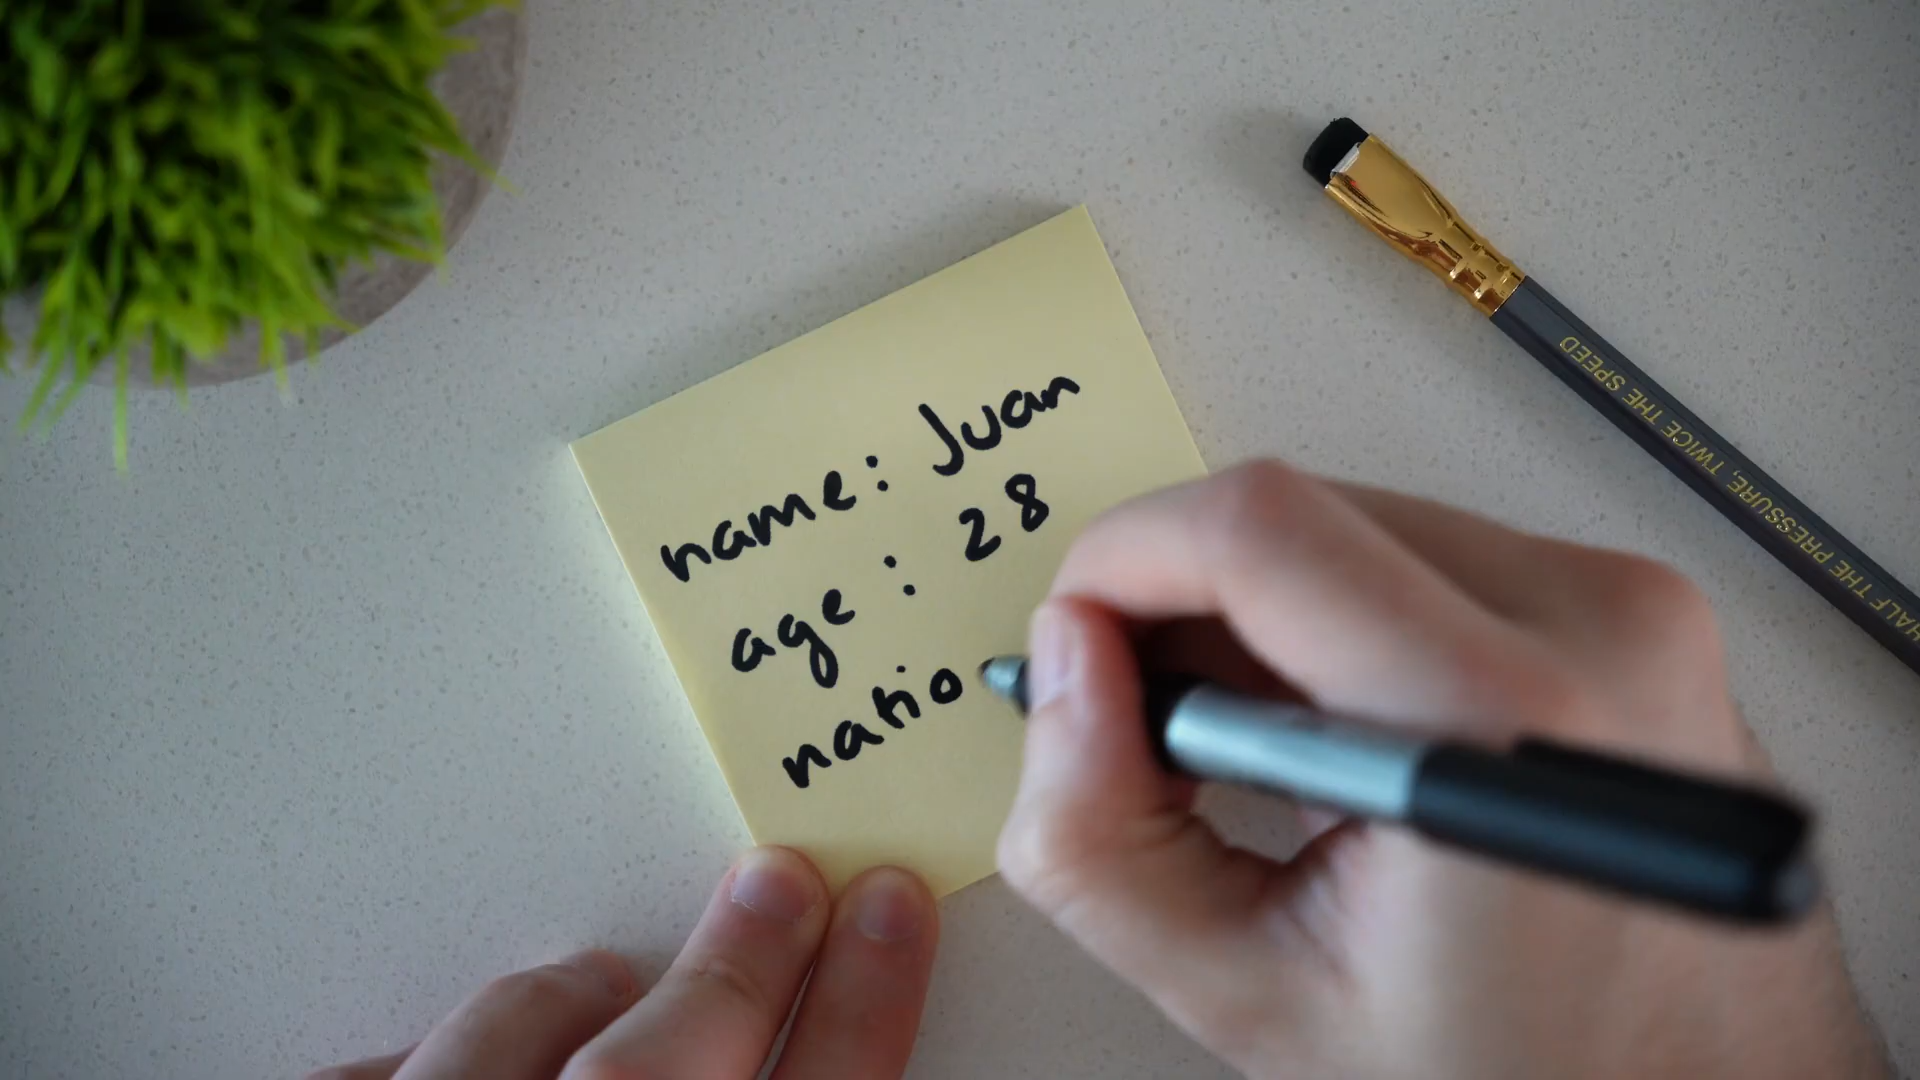 name: Juan
age: 28
natio
HALF THE PRESSURE, TWICE THE SPEED